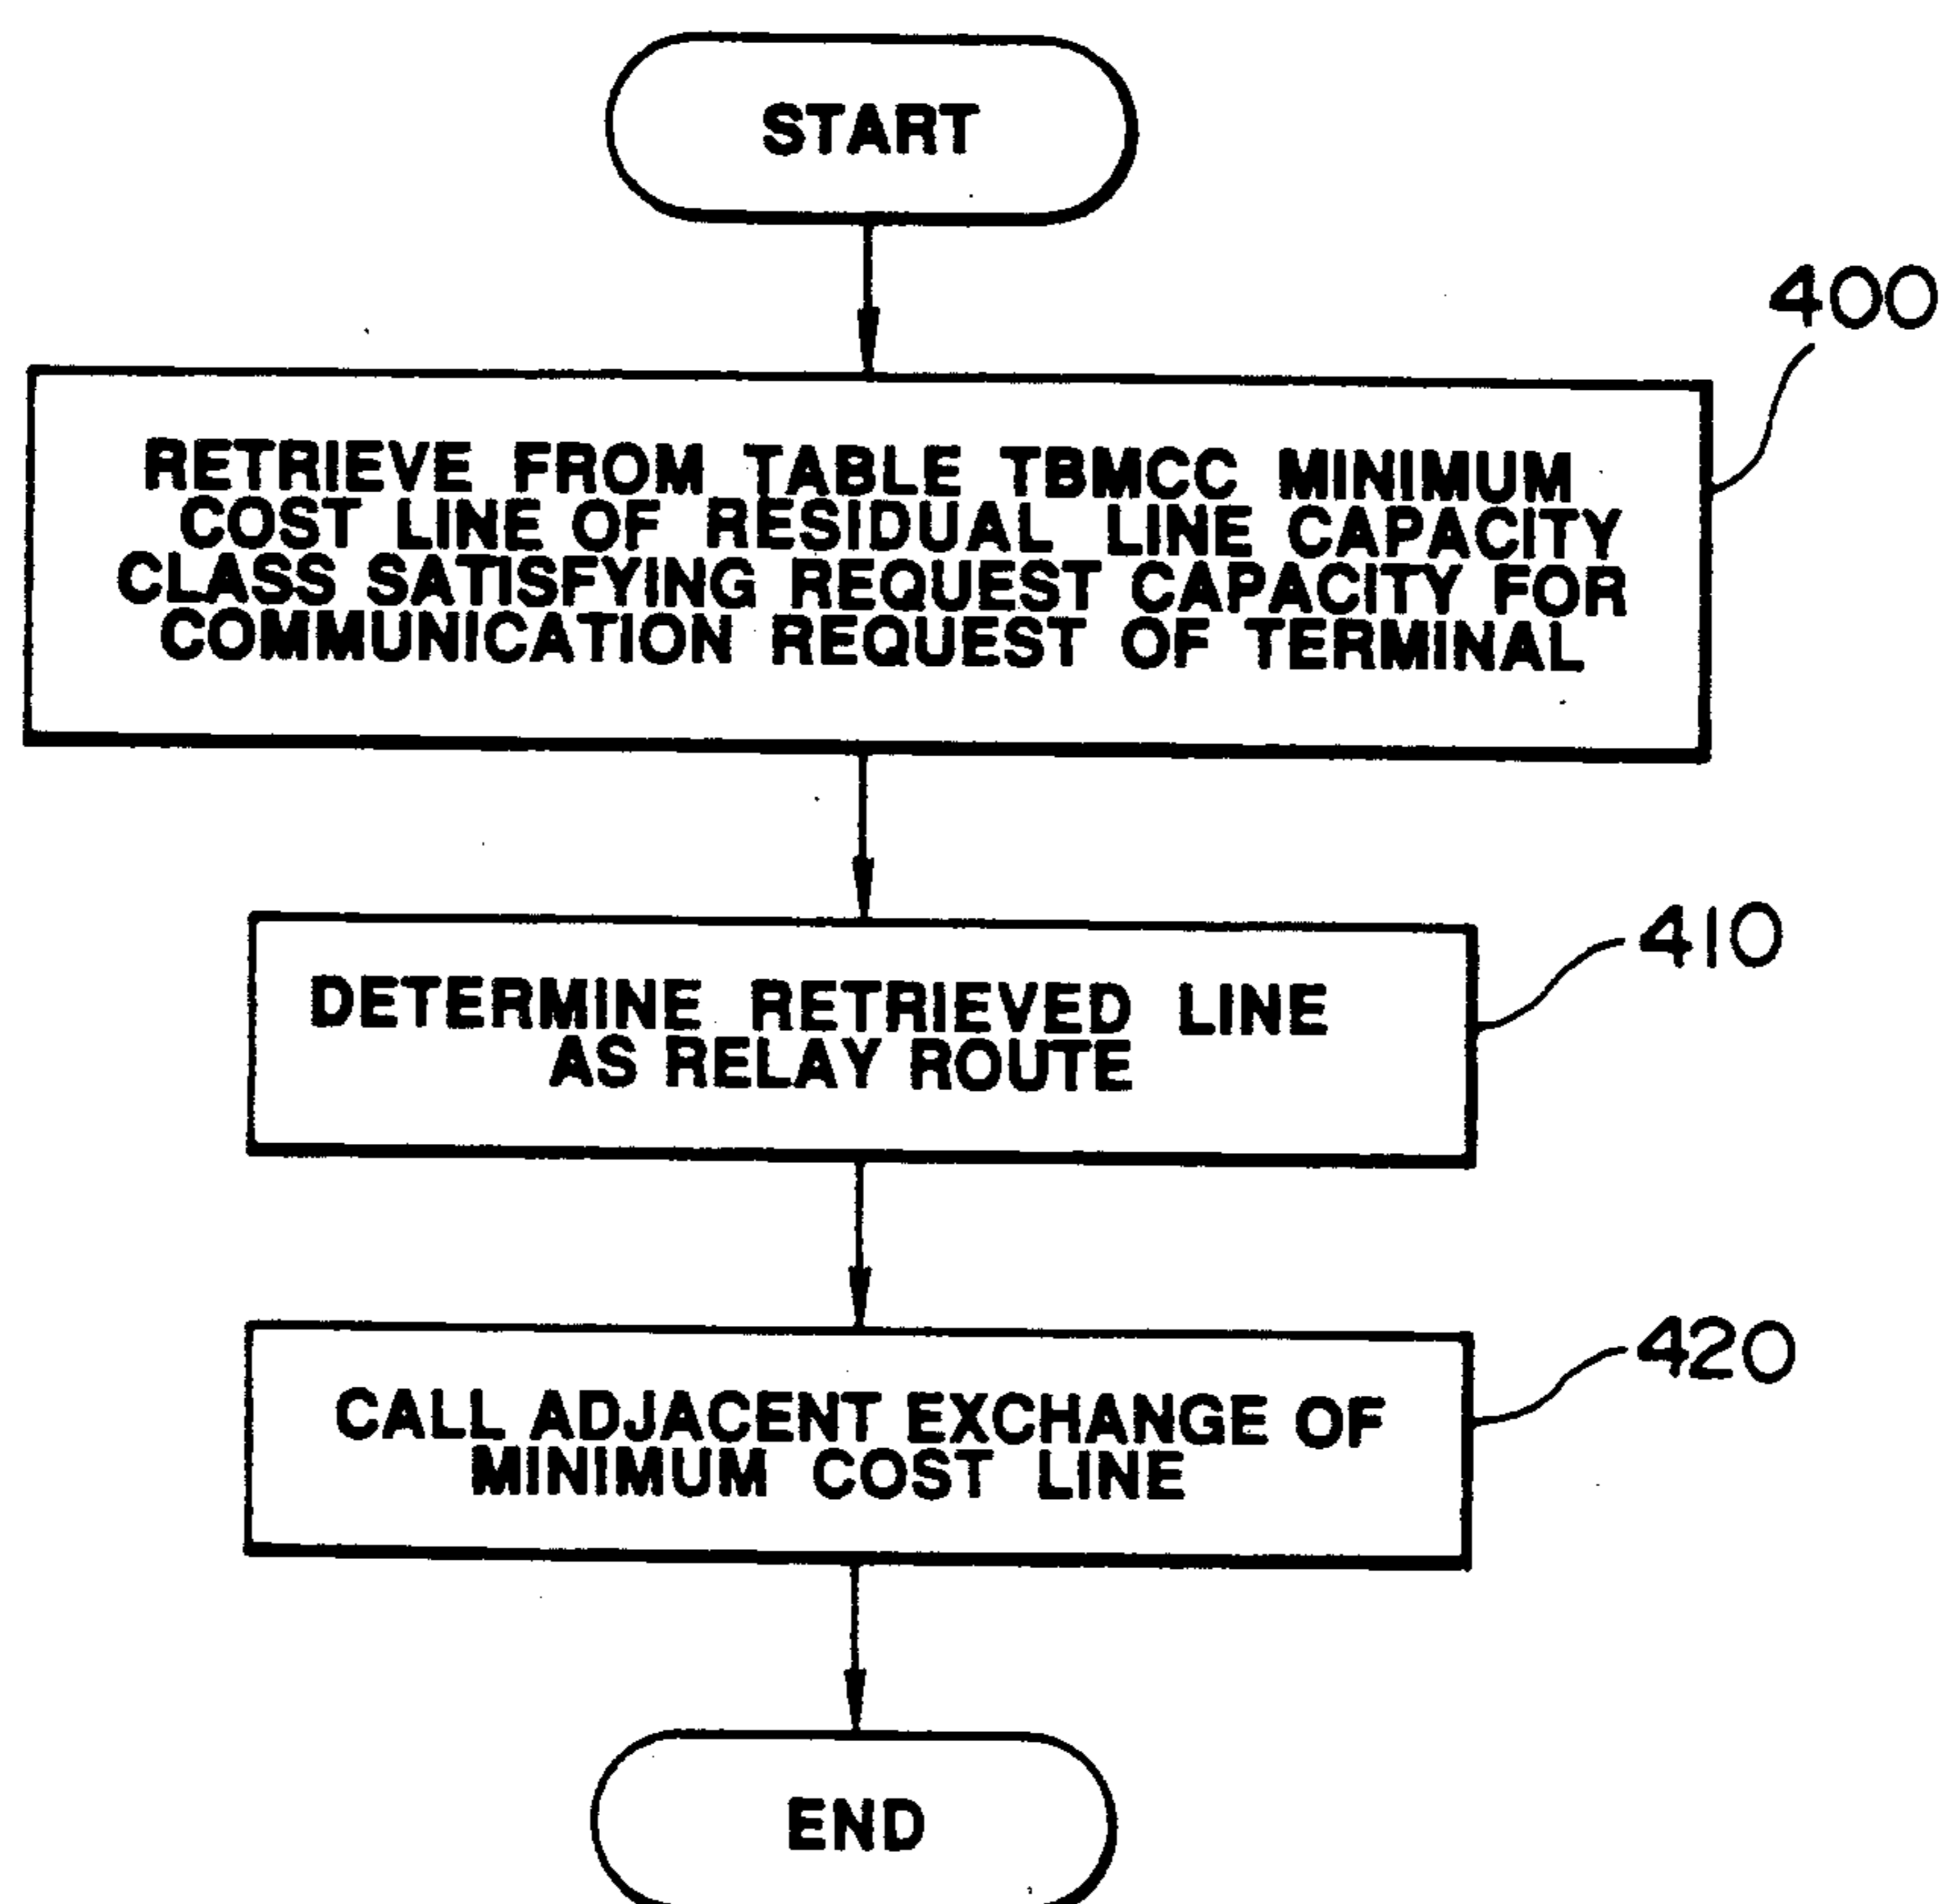 START
400
RETRIEVE FROM TABLE TBMCC MINIMUM
COST LINE OF RESIDUAL LINE CAPACITY
CLASS SATISFYING REQUEST CAPACITY FOR
COMMUNICATION REQUEST OF TERMINAL
410
DETERMINE RETRIEVED LINE
AS RELAY ROUTE
420
CALL ADJACENT EXCHANGE OF
MINIMUM COST LINE
END